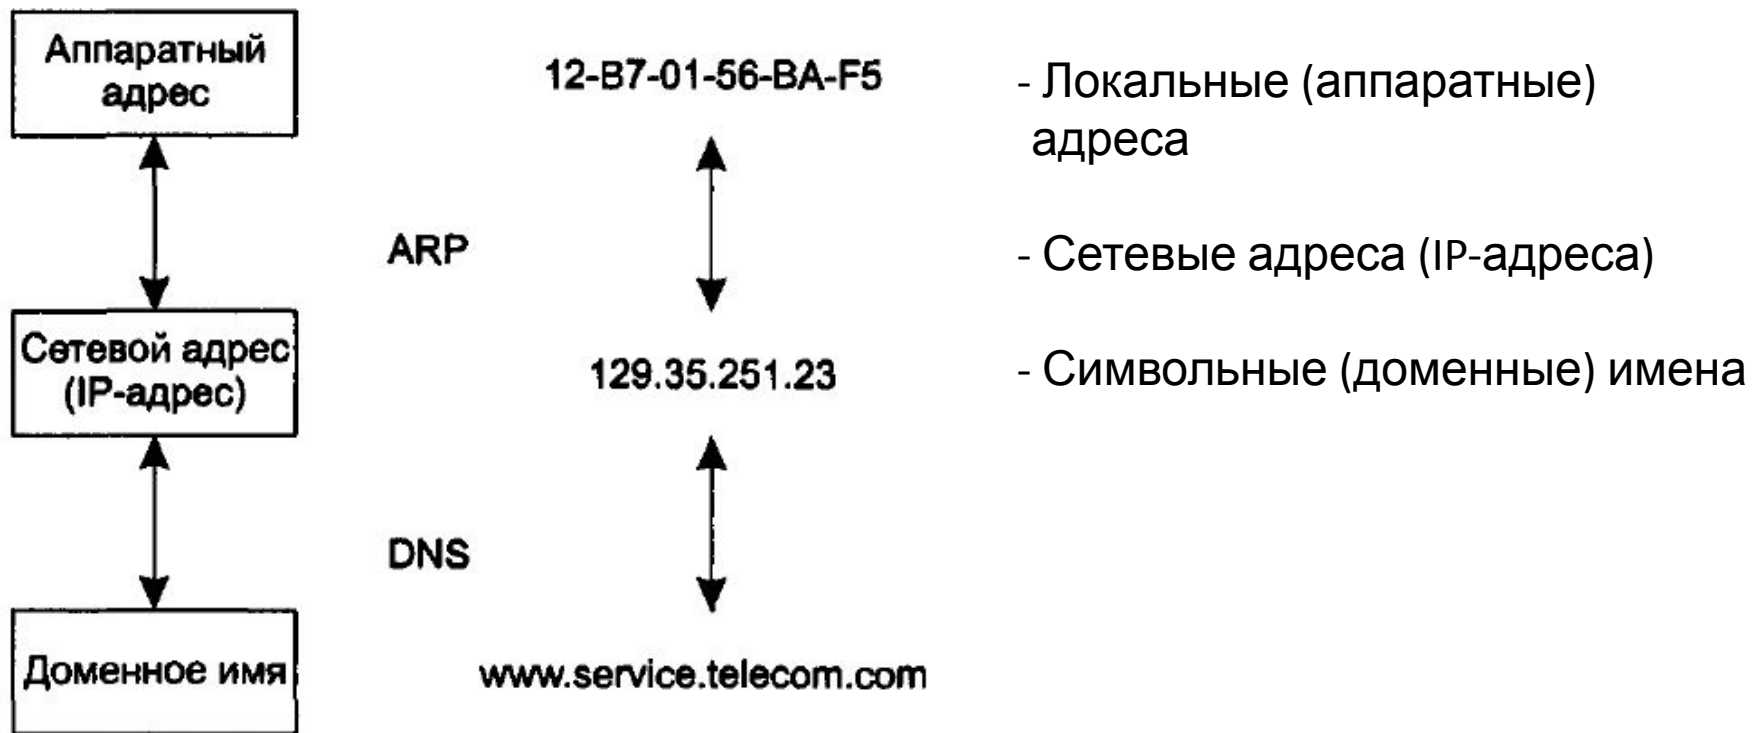 Аппаратный
адрес
12-B7-01-56-BA-F5
- Локальные (аппаратные)
адреса
ARP
- Сетевые адреса (IP-адреса)
Сетевой адрес
(IP-адрес)
129.35.251.23
- Символьные (доменные) имена
DNS
Доменное имя
www.service.telecom.com